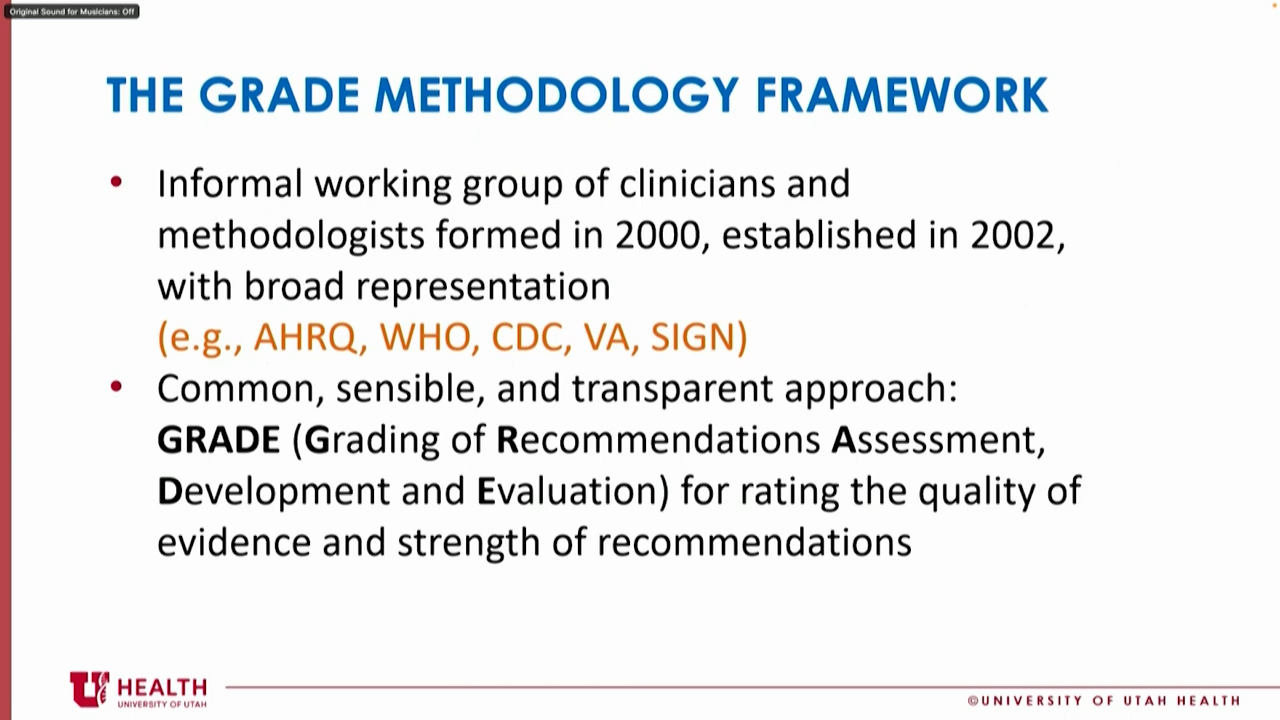 Original Sound for Musicians: Off
THE GRADE METHODOLOGY FRAMEWORK
• Informal working group of clinicians and
methodologists formed in 2000, established in 2002,
with broad representation
(e.g., AHRQ, WHO, CDC, VA, SIGN)
• Common, sensible, and transparent approach:
GRADE (Grading of Recommendations Assessment,
Development and Evaluation) for rating the quality of
evidence and strength of recommendations
U HEALTH
UNIVERSITY OF UTAH
©UNIVERSITY OF UTAH HEALTH